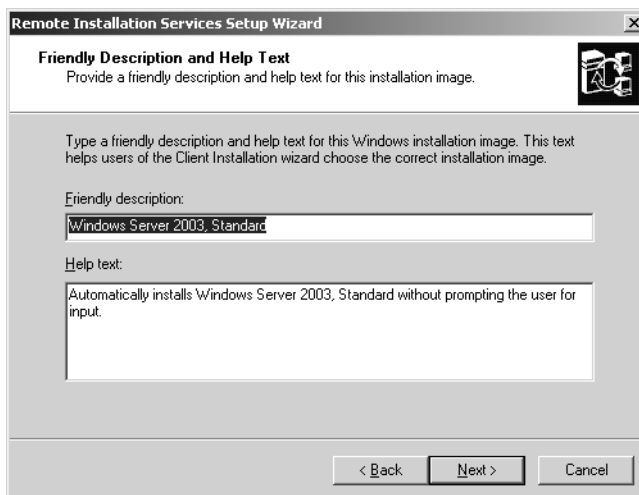 Remote Installation Services Setup Wizard
Friendly Description and Help Text
Provide a friendly description and help text for this installation image.
Type a friendly description and help text for this Windows installation image. This text
helps users of the Client Installation wizard choose the correct installation image.
Friendly description:
Windows Server 2003, Standard
Help text:
Automatically installs Windows Server 2003, Standard without prompting the user for
input.
< Back Next > Cancel